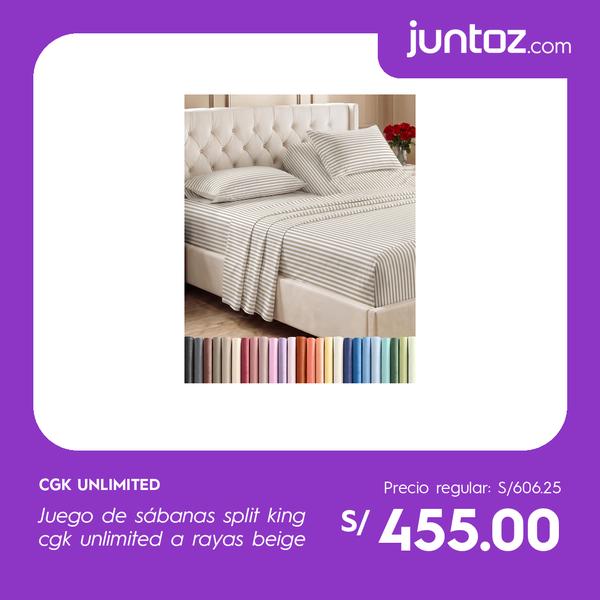 juntoz.com
CGK UNLIMITED
Juego de sábanas split king
cgk unlimited a rayas beige
Precio regular: S/606.25
S/ 455.00